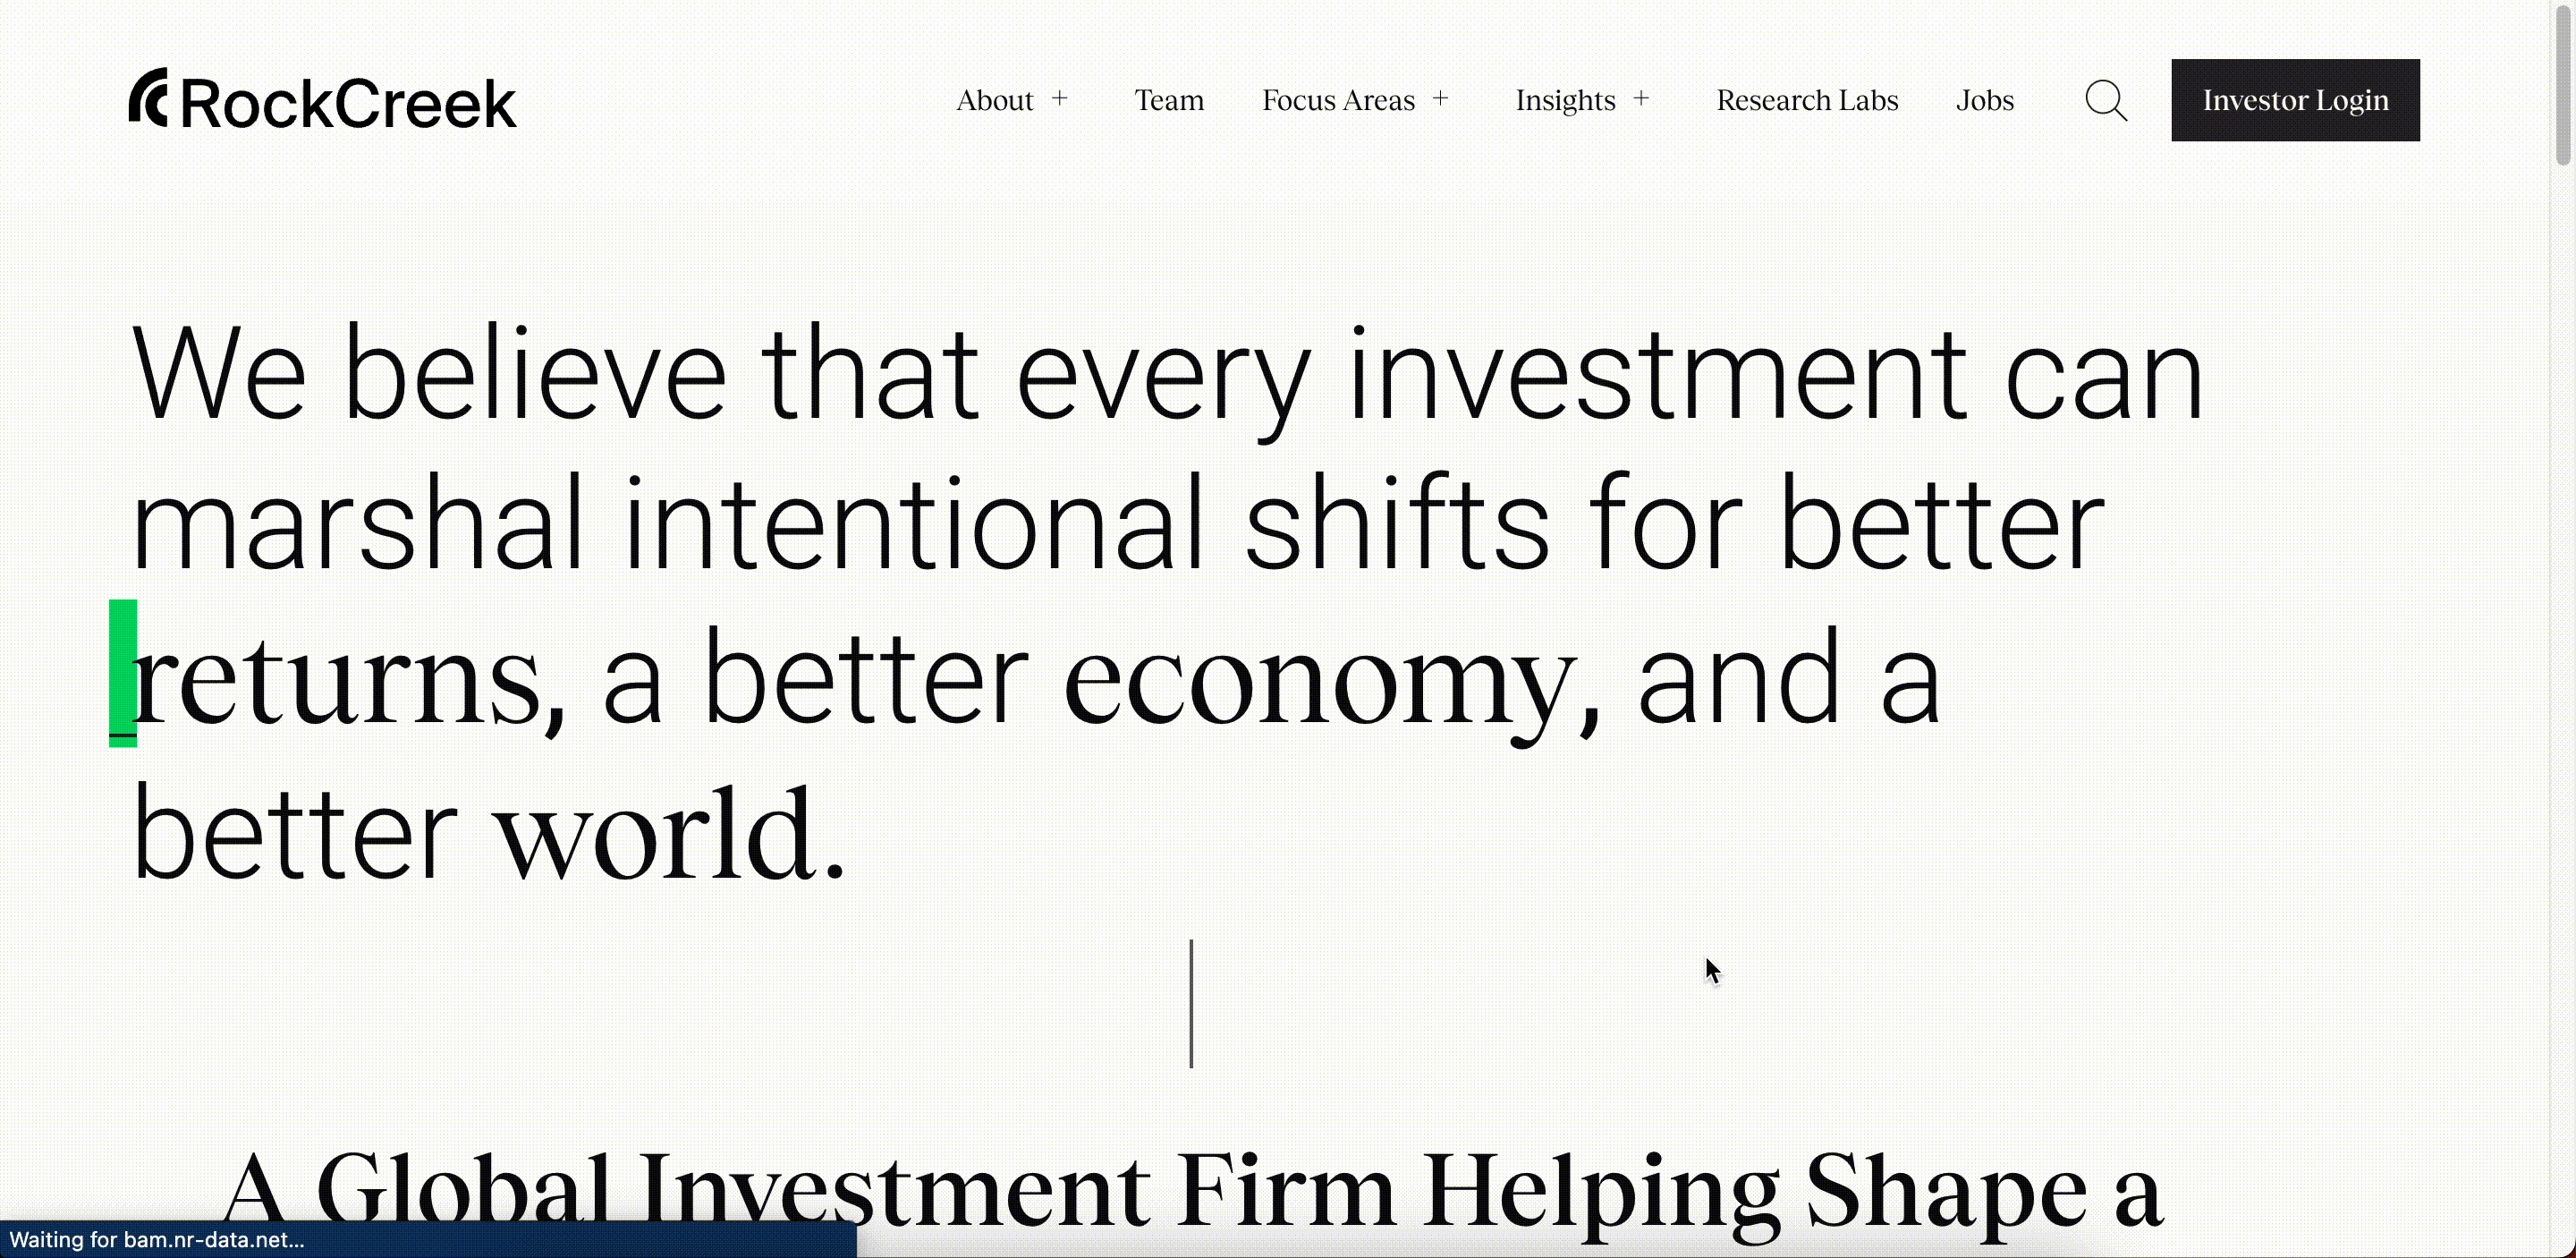 RockCreek
About + Team Focus Areas + Insights + Research Labs Jobs Investor Login
We believe that every investment can
marshal intentional shifts for better
returns, a better economy, and a
better world.
A Global Investment Firm Helping Shape a
Waiting for bam.nr-data.net...